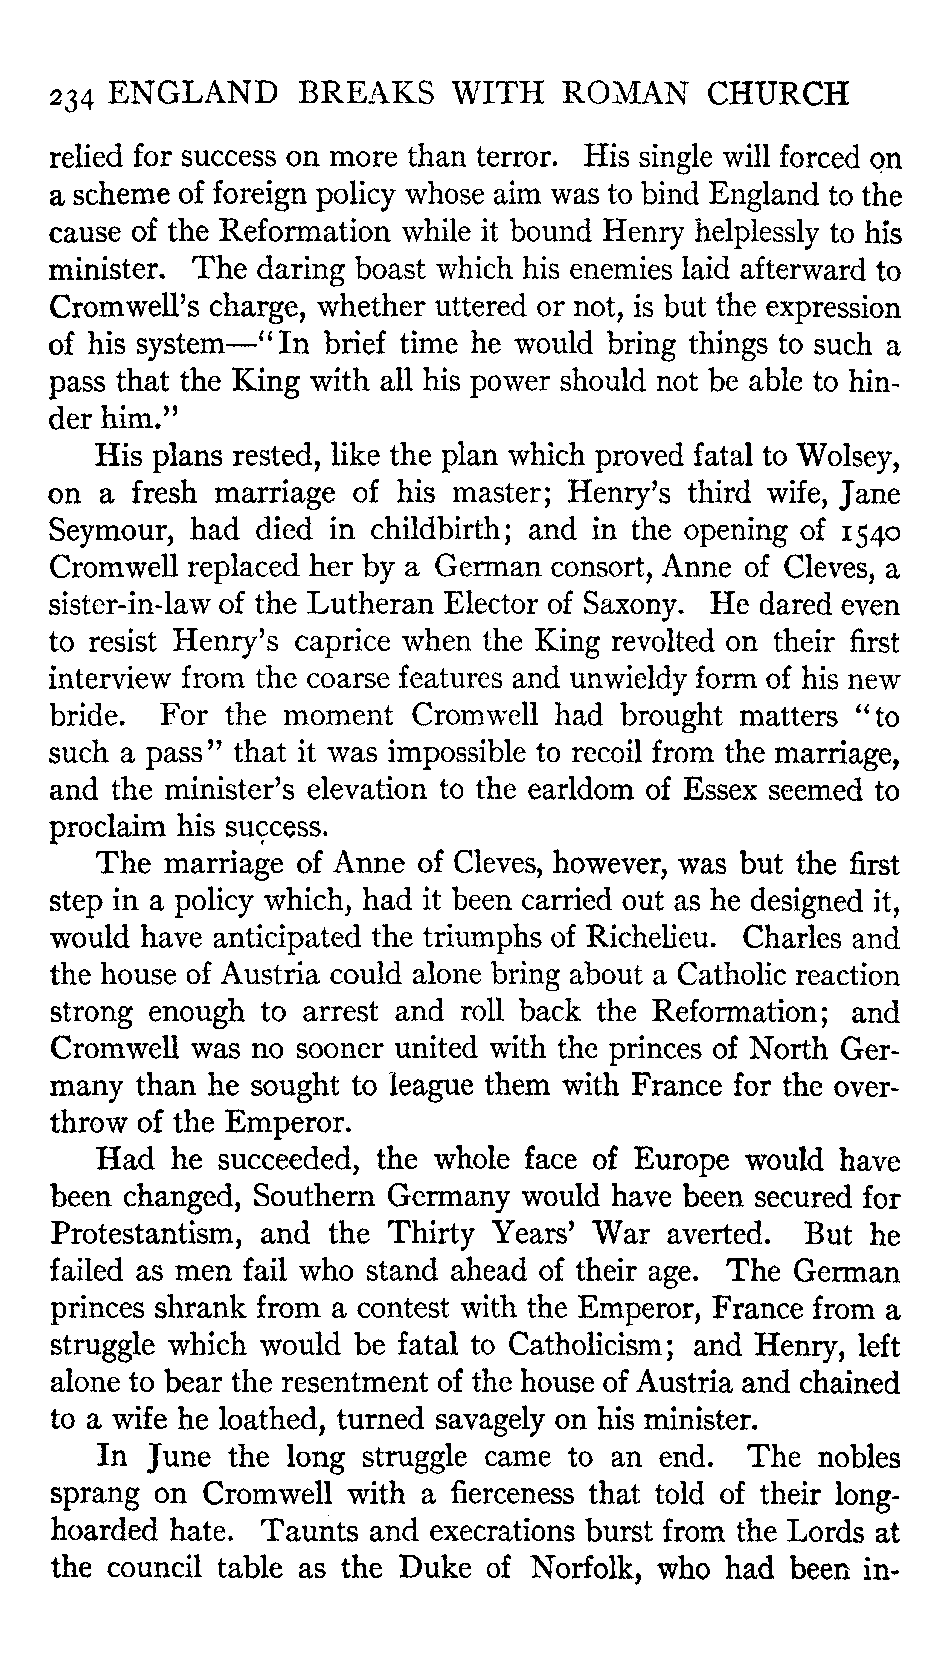 234 ENGLAND BREAKS WITH ROMAN CHURCH
relied for success on more than terror. His single will forced on
a scheme of foreign policy whose aim was to bind England to the
cause of the Reformation while it bound Henry helplessly to his
minister. The daring boast which his enemies laid afterward to
Cromwell's charge, whether uttered or not, is but the expression
of his system—"In brief time he would bring things to such a
pass that the King with all his power should not be able to hin-
der him."
His plans rested, like the plan which proved fatal to Wolsey,
on a fresh marriage of his master; Henry's third wife, Jane
Seymour, had died in childbirth; and in the opening of 1540
Cromwell replaced her by a German consort, Anne of Cleves, a
sister-in-law of the Lutheran Elector of Saxony. He dared even
to resist Henry's caprice when the King revolted on their first
interview from the coarse features and unwieldy form of his new
bride. For the moment Cromwell had brought matters "to
such a pass" that it was impossible to recoil from the marriage,
and the minister's elevation to the earldom of Essex seemed to
proclaim his success.
The marriage of Anne of Cleves, however, was but the first
step in a policy which, had it been carried out as he designed it,
would have anticipated the triumphs of Richelieu. Charles and
the house of Austria could alone bring about a Catholic reaction
strong enough to arrest and roll back the Reformation; and
Cromwell was no sooner united with the princes of North Ger-
many than he sought to league them with France for the over-
throw of the Emperor.
Had he succeeded, the whole face of Europe would have
been changed, Southern Germany would have been secured for
Protestantism, and the Thirty Years' War averted. But he
failed as men fail who stand ahead of their age. The German
princes shrank from a contest with the Emperor, France from a
struggle which would be fatal to Catholicism; and Henry, left
alone to bear the resentment of the house of Austria and chained
to a wife he loathed, turned savagely on his minister.
In June the long struggle came to an end. The nobles
sprang on Cromwell with a fierceness that told of their long-
hoarded hate. Taunts and execrations burst from the Lords at
the council table as the Duke of Norfolk, who had been in-